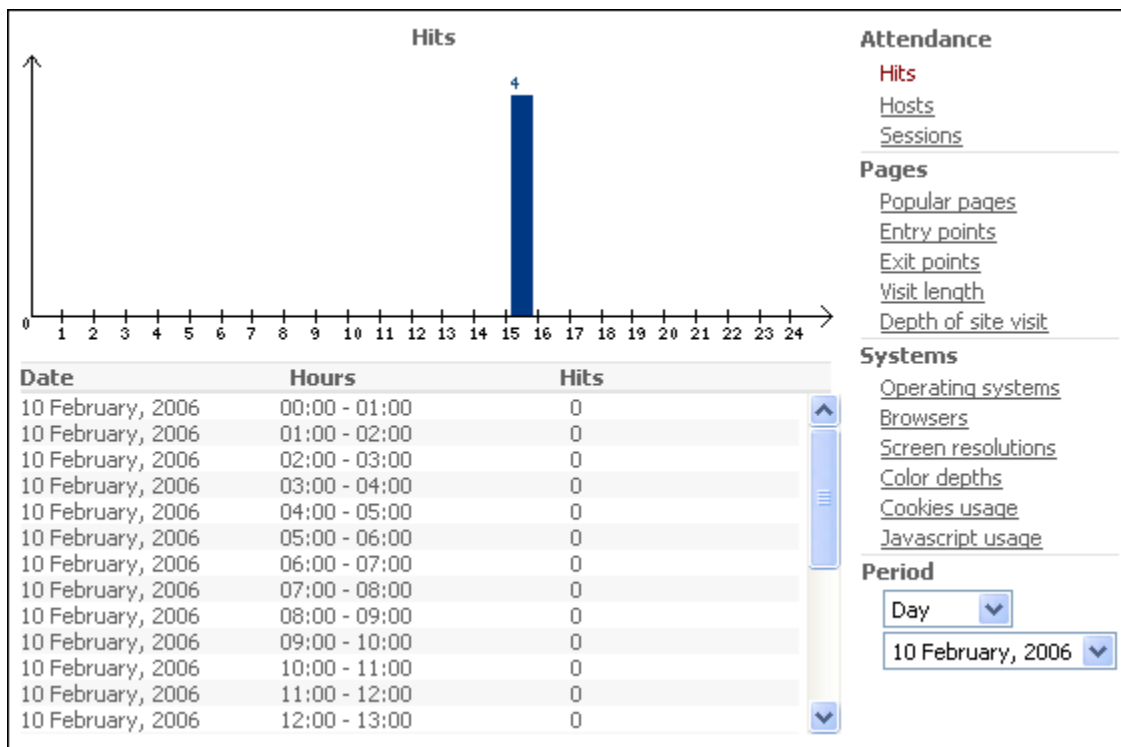 Hits
4
0 1 2 3 4 5 6 7 8 9 10 11 12 13 14 15 16 17 18 19 20 21 22 23 24
Date Hours Hits
10 February, 2006 00:00 - 01:00 0
10 February, 2006 01:00 - 02:00 0
10 February, 2006 02:00 - 03:00 0
10 February, 2006 03:00 - 04:00 0
10 February, 2006 04:00 - 05:00 0
10 February, 2006 05:00 - 06:00 0
10 February, 2006 06:00 - 07:00 0
10 February, 2006 07:00 - 08:00 0
10 February, 2006 08:00 - 09:00 0
10 February, 2006 09:00 - 10:00 0
10 February, 2006 10:00 - 11:00 0
10 February, 2006 11:00 - 12:00 0
10 February, 2006 12:00 - 13:00 0
Attendance
Hits
Hosts
Sessions
Pages
Popular pages
Entry points
Exit points
Visit length
Depth of site visit
Systems
Operating systems
Browsers
Screen resolutions
Color depths
Cookies usage
Javascript usage
Period
Day
10 February, 2006